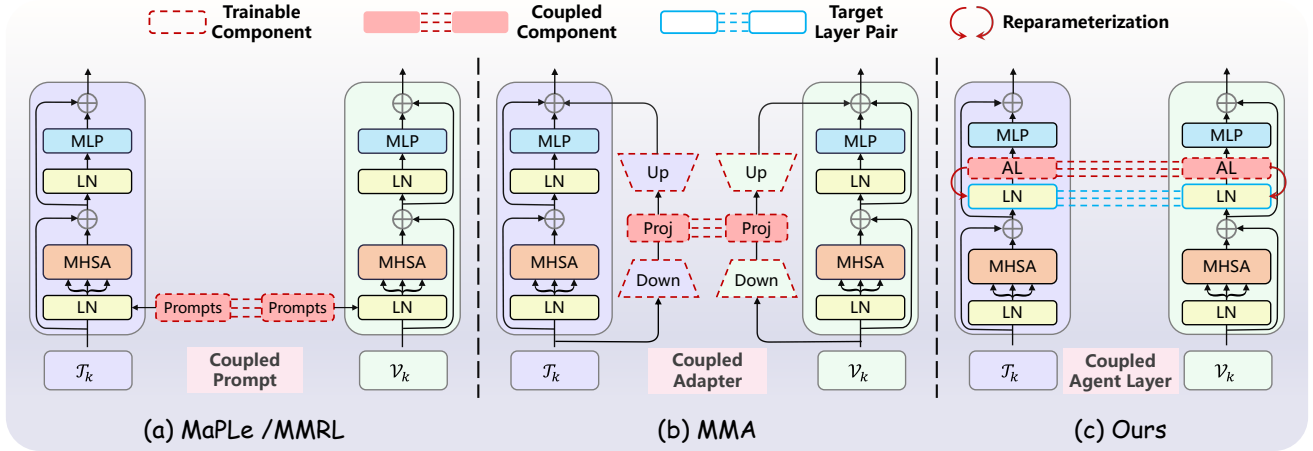 Trainable
Component
Coupled
Component
Target
Layer Pair
Reparameterization
MLP
LN
MHSA
LN
Prompts
Prompts
MLP
LN
MHSA
LN
𝒯k
Coupled
Prompt
𝒱k
(a) MaPLe /MMRL
MLP
LN
MHSA
LN
Up
Proj
Down
Up
Proj
Down
MLP
LN
MHSA
LN
𝒯k
Coupled
Adapter
𝒱k
(b) MMA
MLP
AL
LN
MHSA
LN
MLP
AL
LN
MHSA
LN
𝒯k
Coupled
Agent Layer
𝒱k
(c) Ours